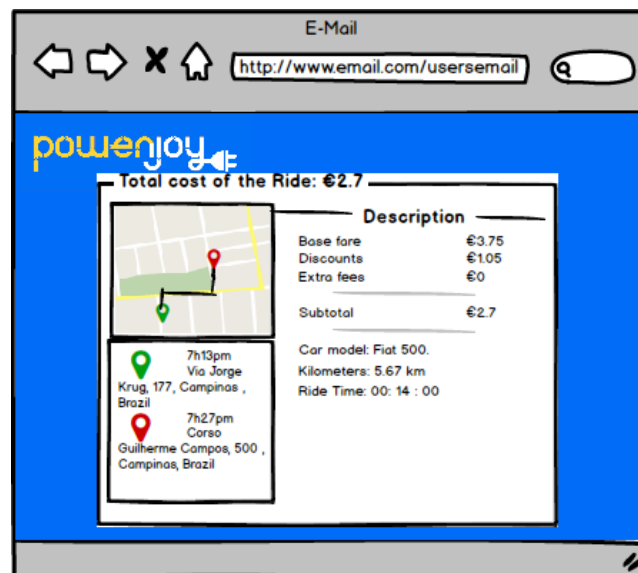 E-Mail
http://www.email.com/usersemail
powerjoy
Total cost of the Ride: €2.7
Description
Base fare €3.75
Discounts €1.05
Extra fees €0
Subtotal €2.7
Car model: Fiat 500.
Kilometers: 5.67 km
Ride Time: 00: 14 : 00
7h13pm
Via Jorge
Krug, 177, Campinas ,
Brazil
7h27pm
Corso
Guilherme Campos, 500 ,
Campinas, Brazil